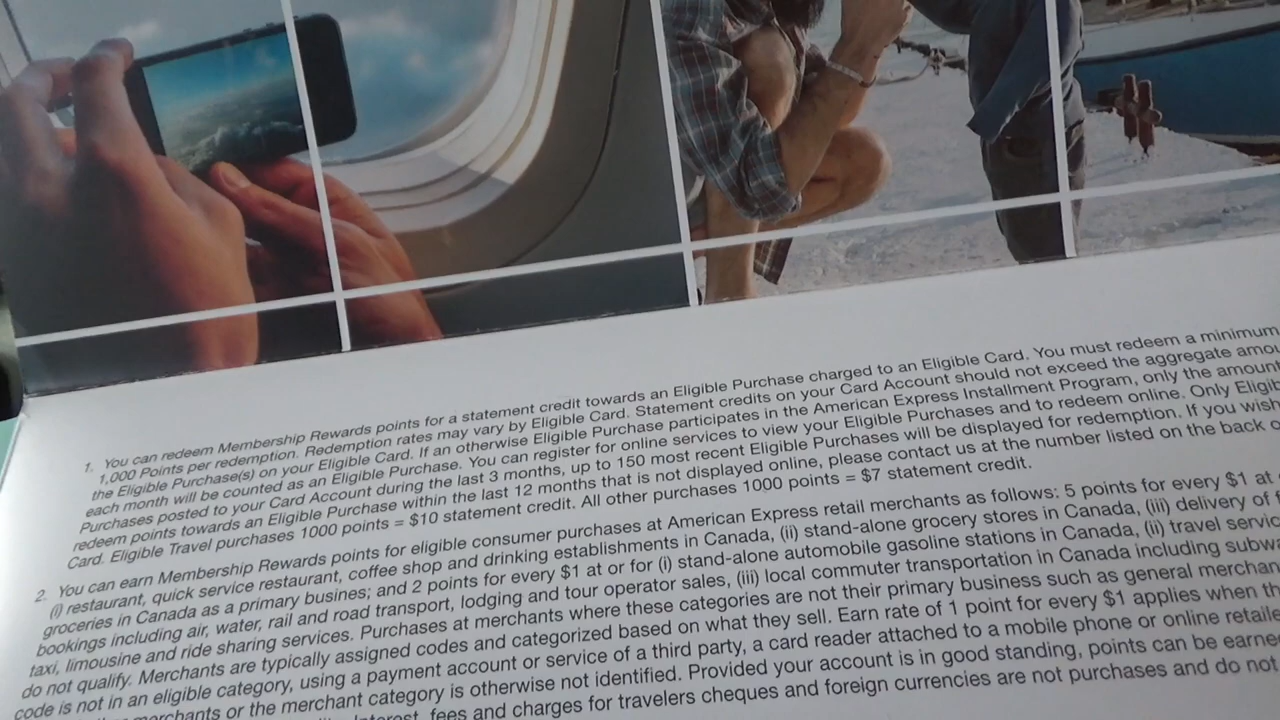 1. You can redeem Membership Rewards points for a statement credit towards an Eligible Purchase charged to an Eligible Card. You must redeem a minimum
1,000 Points per redemption. Redemption rates may vary by Eligible Card. Statement credits on your Card Account should not exceed the aggregate
the Eligible Purchase(s) on your Eligible Card. If an otherwise Eligible Purchase participates in the American Express Installment Program, only the amount
each month will be counted as an Eligible Purchase. You can register for online services to view your Eligible Purchases and to redeem online. Only
Purchases posted to your Card Account during the last 3 months, up to 150 most recent Eligible Purchases will be displayed for redemption. If you wish
redeem points towards an Eligible Purchase within the last 12 months that is not displayed online, please contact us at the number listed on the back
Card. Eligible Travel purchases 1000 points = $10 statement credit. All other purchases 1000 points = $7 statement credit.
2. You can earn Membership Rewards points for eligible consumer purchases at American Express retail merchants as follows: 5 points for every $1 at
(i) restaurant, quick service restaurant, coffee shop and drinking establishments in Canada, (ii) stand-alone grocery stores in Canada, (iii) delivery of
groceries in Canada as a primary busines; and 2 points for every $1 at or for (i) stand-alone automobile gasoline stations in Canada, (ii) travel
bookings including air, water, rail and road transport, lodging and tour operator sales, (iii) local commuter transportation in Canada including
taxi, limousine and ride sharing services. Purchases at merchants where these categories are not their primary business such as general
do not qualify. Merchants are typically assigned codes and categorized based on what they sell. Earn rate of 1 point for every $1 applies when
code is not in an eligible category, using a payment account or service of a third party, a card reader attached to a mobile phone or online
merchants or the merchant category is otherwise not identified. Provided your account is in good standing, points can be
Interest, fees and charges for travelers cheques and foreign currencies are not purchases and do not